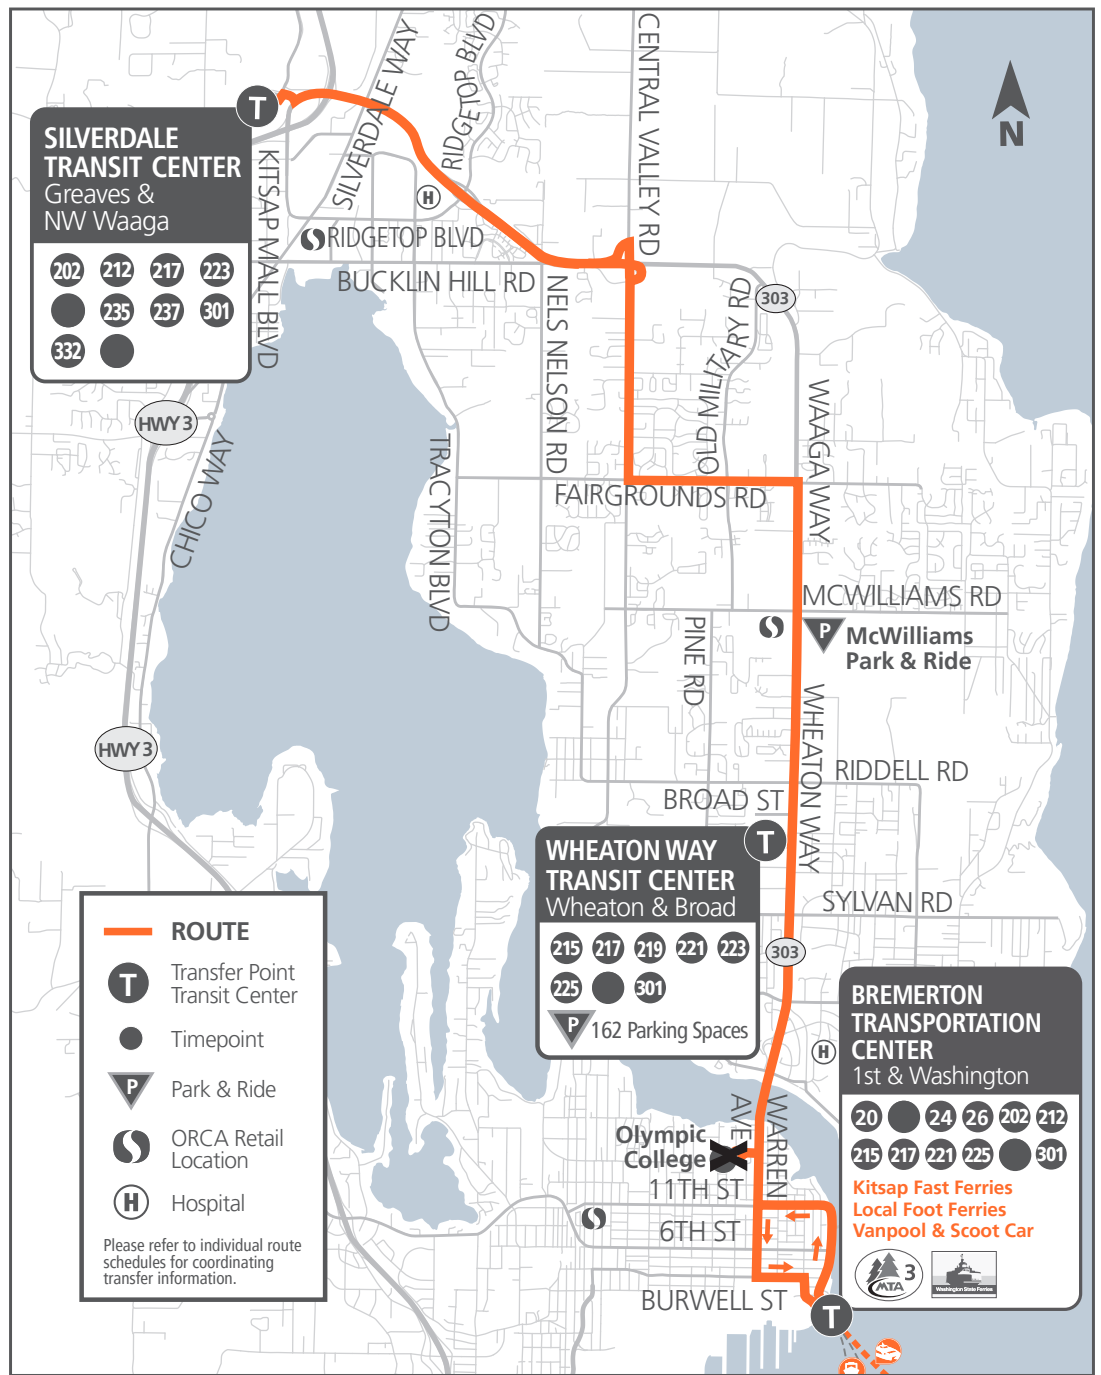 CENTRAL VALLEY RD
SILVERDALE WAY
RIDGETOP BLVD
N
T
SILVERDALE
TRANSIT CENTER
Greaves &
NW Waaga
202 212 217 223
235 237 301
332
KITSAP MALL BLVD
H
RIDGETOP BLVD
BUCKLIN HILL RD
NELS NELSON RD
OLD MILITARY RD
303
WAAGA WAY
HWY 3
CHICO WAY
TRACYTON BLVD
FAIRGROUNDS RD
MCWILLIAMS RD
P
McWilliams
Park & Ride
PINE RD
HWY 3
WHEATON WAY
RIDDELL RD
BROAD ST
T
WHEATON WAY
TRANSIT CENTER
Wheaton & Broad
215 217 219 221 223
225 301
P 162 Parking Spaces
SYLVAN RD
303
H
ROUTE
T Transfer Point
Transit Center
Timepoint
P Park & Ride
ORCA Retail
Location
H Hospital
Please refer to individual route
schedules for coordinating
transfer information.
BREMERTON
TRANSPORTATION
CENTER
1st & Washington
20 24 26 202 212
215 217 221 225 301
Kitsap Fast Ferries
Local Foot Ferries
Vanpool & Scoot Car
MTA 3
Washington State Ferries
WARREN
AVE
Olympic
College
11TH ST
6TH ST
BURWELL ST
T